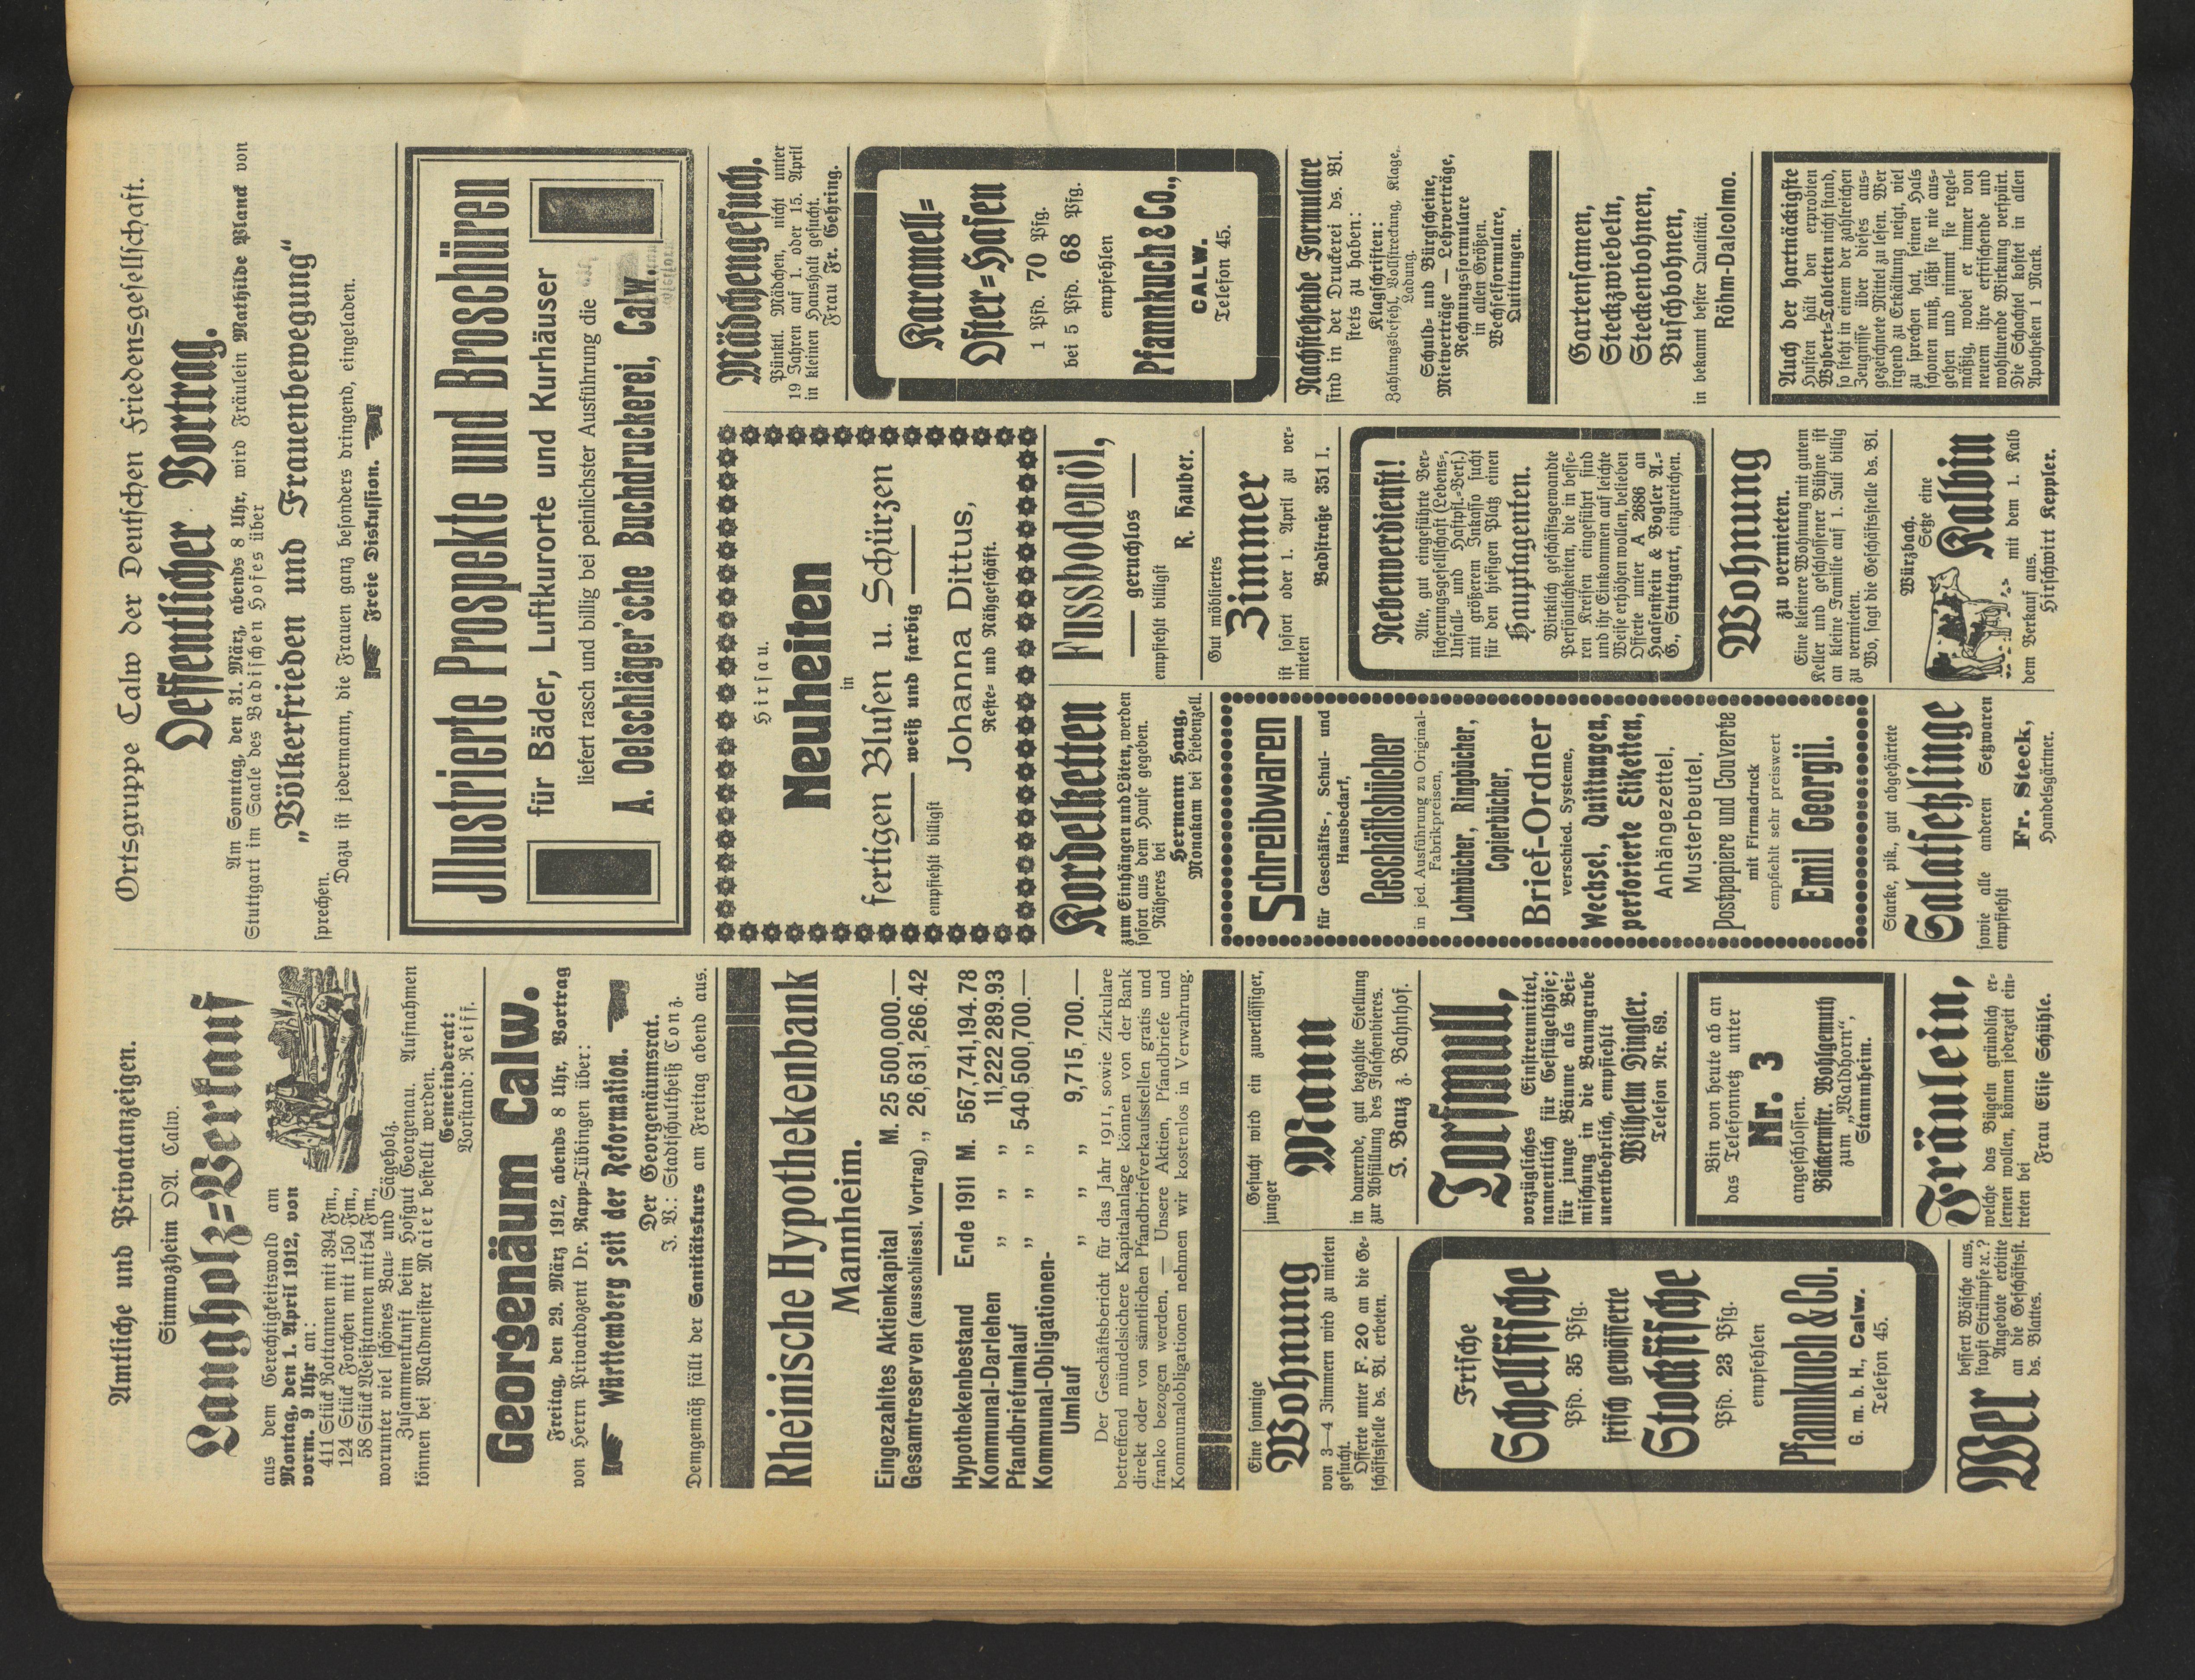 Amtliche und Privatanzeigen.
Simmozheim OA. Calw.
Langholz-Verkauf
aus dem Gerechtigkeitswald am
Montag, den 1. April 1912, von
vorm. 9 Uhr an:
411 Stück Rottannen mit 394 Fm.,
124 Stück Forchen mit 150 Fm.,
58 Stück Weißtannen mit 54 Fm.,
worunter viel schönes Bau- und Sägeholz.
Zusammenkunft beim Hofgut Georgenau. Aufnahmen
können bei Waldmeister Maier bestellt werden.
Gemeinderat:
Vorstand: Reiff.
Georgenäum Calw.
Freitag, den 29. März 1912, abends 8 Uhr, Vortrag
von Herrn Privatdozent Dr. Rapp-Tübingen über:
Württemberg seit der Reformation.
Der Georgenäumsrat.
J. V.: Stadtschultheiß Conz.
Demgemäß fällt der Sanitätskurs am Freitag abend aus.
Rheinische Hypothekenbank
Mannheim.
Eingezahltes Aktienkapital M. 25 500,000.—
Gesamtreserven (ausschliessl. Vortrag) „ 26,631,266.42
Hypothekenbestand Ende 1911 M. 567,741,194.78
Kommunal-Darlehen „ „ „ 11,222 289.93
Pfandbriefumlauf „ „ „ 540,500,700.—
Kommunal-Obligationen-
Umlauf „ „ „ 9,715,700.—
Der Geschäftsbericht für das Jahr 1911, sowie Zirkulare
betreffend mündelsichere Kapitalanlage können von der Bank
direkt oder von sämtlichen Pfandbriefverkaufsstellen gratis und
franko bezogen werden. — Unsere Aktien, Pfandbriefe und
Kommunalobligationen nehmen wir kostenlos in Verwahrung.
Eine sonnige
Wohnung
von 3—4 Zimmern wird zu mieten
gesucht.
Offerte unter F. 20 an die Ge-
schäftsstelle ds. Bl. erbeten.
Frische
Schellfische
Pfd. 35 Pfg.
frisch gewässerte
Stockfische
Pfd. 23 Pfg.
empfehlen
Pfannkuch & Co.
G. m. b. H., Calw.
Telefon 45.
Wer
bessert Wäsche aus,
stopft Strümpfe ꝛc.?
Angebote erbitte
an die Geschäftsst.
ds. Blattes.
Gesucht wird ein zuverlässiger,
junger
Mann
in dauernde, gut bezahlte Stellung
zur Abfüllung des Flaschenbieres.
J. Bauz z. Bahnhof.
Torfmull,
vorzügliches Einstreumittel,
namentlich für Geflügelhöfe;
für junge Bäume als Bei-
mischung in die Baumgrube
unentbehrlich, empfiehlt
Wilhelm Dingler.
Telefon Nr. 69.
Bin von heute ab an
das Telefonnetz unter
Nr. 3
angeschlossen.
Bäckermstr. Wohlgemuth
zum „Waldhorn“,
Stammheim.
Fräulein,
welche das Bügeln gründlich er-
lernen wollen, können jederzeit ein-
treten bei
Frau Elise Schühle.
Ortsgruppe Calw der Deutschen Friedensgesellschaft.
Oeffentlicher Vortrag.
Am Sonntag, den 31. März, abends 8 Uhr, wird Fräulein Mathilde Planck von
Stuttgart im Saale des Badischen Hofes über
„Völkerfrieden und Frauenbewegung“
sprechen.
Dazu ist jedermann, die Frauen ganz besonders dringend, eingeladen.
Freie Diskussion.
Jllustrierte Prospekte und Broschüren
für Bäder, Luftkurorte und Kurhäuser
liefert rasch und billig bei peinlichster Ausführung die
A. Oelschläger'sche Buchdruckerei, Calw.
Hirsau.
Neuheiten
in
fertigen Blusen u. Schürzen
— weiß und farbig —
empfiehlt billigst
Johanna Dittus,
Reste- und Nähgeschäft.
Kordelketten
zum Einhängen und Löten, werden
sofort aus dem Hause gegeben.
Näheres bei
Hermann Haug,
Monakam bei Liebenzell.
Schreibwaren
für Geschäfts-, Schul- und
Hausbedarf,
Geschäftsbücher
in jed. Ausführung zu Original-
Fabrikpreisen,
Lohnbücher, Ringbücher,
Copierbücher,
Brief-Ordner
verschied. Systeme,
Wechsel, Quittungen,
perforierte Etiketten,
Anhängezettel,
Musterbeutel,
Postpapiere und Couverte
mit Firmadruck
empfiehlt sehr preiswert
Emil Georgii.
Starke, pik., gut abgehärtete
Salatsetzlinge
sowie alle anderen Setzwaren
empfiehlt
Fr. Steck,
Handelsgärtner.
Fussbodenöl,
— geruchlos —
empfiehlt billigst
R. Hauber.
Gut möbliertes
Zimmer
ist sofort oder 1. April zu ver-
mieten
Badstraße 351 I.
Nebenverdienst!
Alte, gut eingeführte Ver-
sicherungsgesellschaft (Lebens-,
Unfall- und Haftpfl.-Vers.)
mit größerem Inkasso sucht
für den hiesigen Platz einen
Hauptagenten.
Wirklich geschäftsgewandte
Persönlichkeiten, die in besse-
ren Kreisen eingeführt sind
und ihr Einkommen auf leichte
Weise erhöhen wollen, belieben
Offerte unter A 2686 an
Haasenstein & Vogler A.-
G., Stuttgart, einzureichen.
Wohnung
zu vermieten.
Eine kleinere Wohnung mit gutem
Keller und geschlossener Bühne ist
an kleine Familie auf 1. Juli billig
zu vermieten.
Wo, sagt die Geschäftsstelle ds. Bl.
Würzbach.
Setze eine
Kalbin
mit dem 1. Kalb
dem Verkauf aus.
Hirschwirt Keppler.
Mädchengesuch.
Pünktl. Mädchen, nicht unter
19 Jahren auf 1. oder 15. April
in kleinen Haushalt gesucht.
Frau Fr. Gehring.
Karamell-
Oster-Hasen
1 Pfd. 70 Pfg.
bei 5 Pfd. 68 Pfg.
empfehlen
Pfannkuch & Co.,
CALW.
Telefon 45.
Nachstehende Formulare
sind in der Druckerei ds. Bl.
stets zu haben:
Klagschriften:
Zahlungsbefehl, Vollstreckung, Klage,
Ladung.
Schuld- und Bürgscheine,
Mietverträge — Lehrverträge,
Rechnungsformulare
in allen Größen.
Wechselformulare,
Quittungen.
Gartensamen,
Steckzwiebeln,
Steckenbohnen,
Buschbohnen,
in bekannt bester Qualität.
Röhm-Dalcolmo.
Auch der hartnäckigste
Husten hält den erprobten
Wybert-Tabletten nicht stand,
so steht in einem der zahlreichen
Zeugnisse über dieses aus-
gezeichnete Mittel zu lesen. Wer
irgend zu Erkältung neigt, viel
zu sprechen hat, seinen Hals
schonen muß, läßt sie nie aus-
gehen und nimmt sie regel-
mäßig, wobei er immer von
neuem ihre erfrischende und
wohltuende Wirkung verspürt.
Die Schachtel kostet in allen
Apotheken 1 Mark.